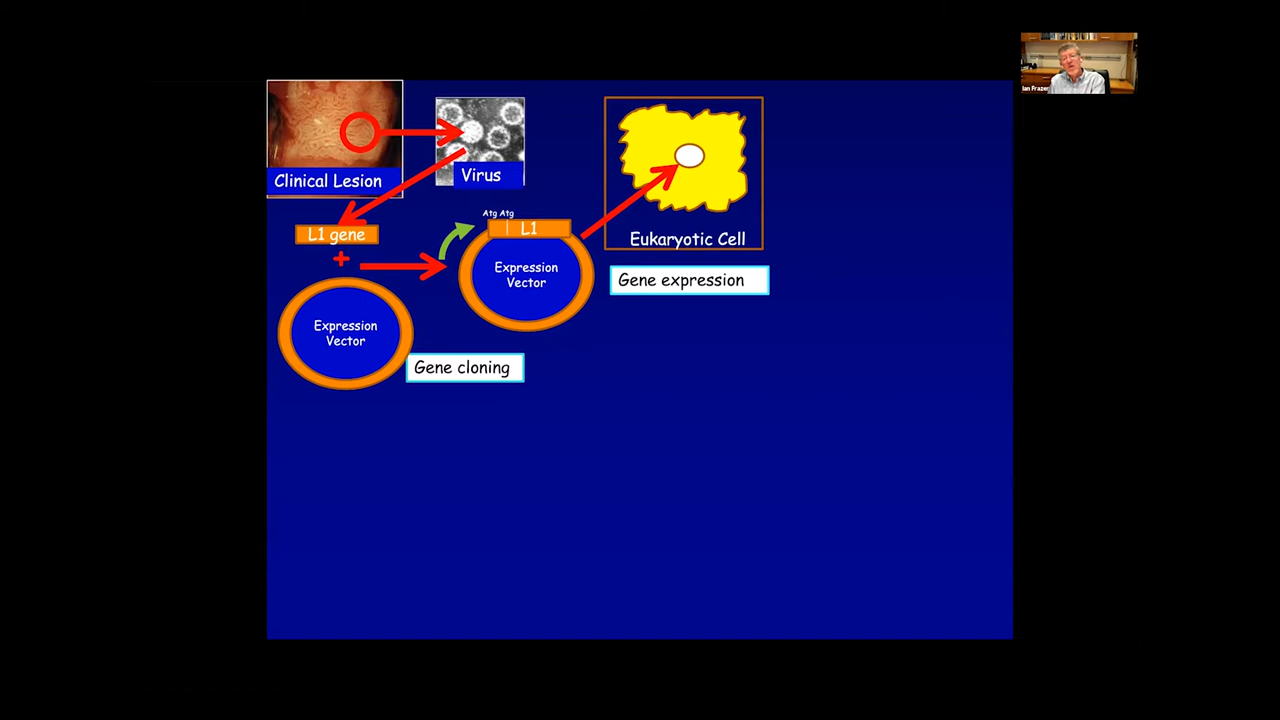 Ian Frazer
Clinical Lesion
Virus
L1 gene
+
Expression
Vector
Gene cloning
Atg Atg
L1
Expression
Vector
Eukaryotic Cell
Gene expression